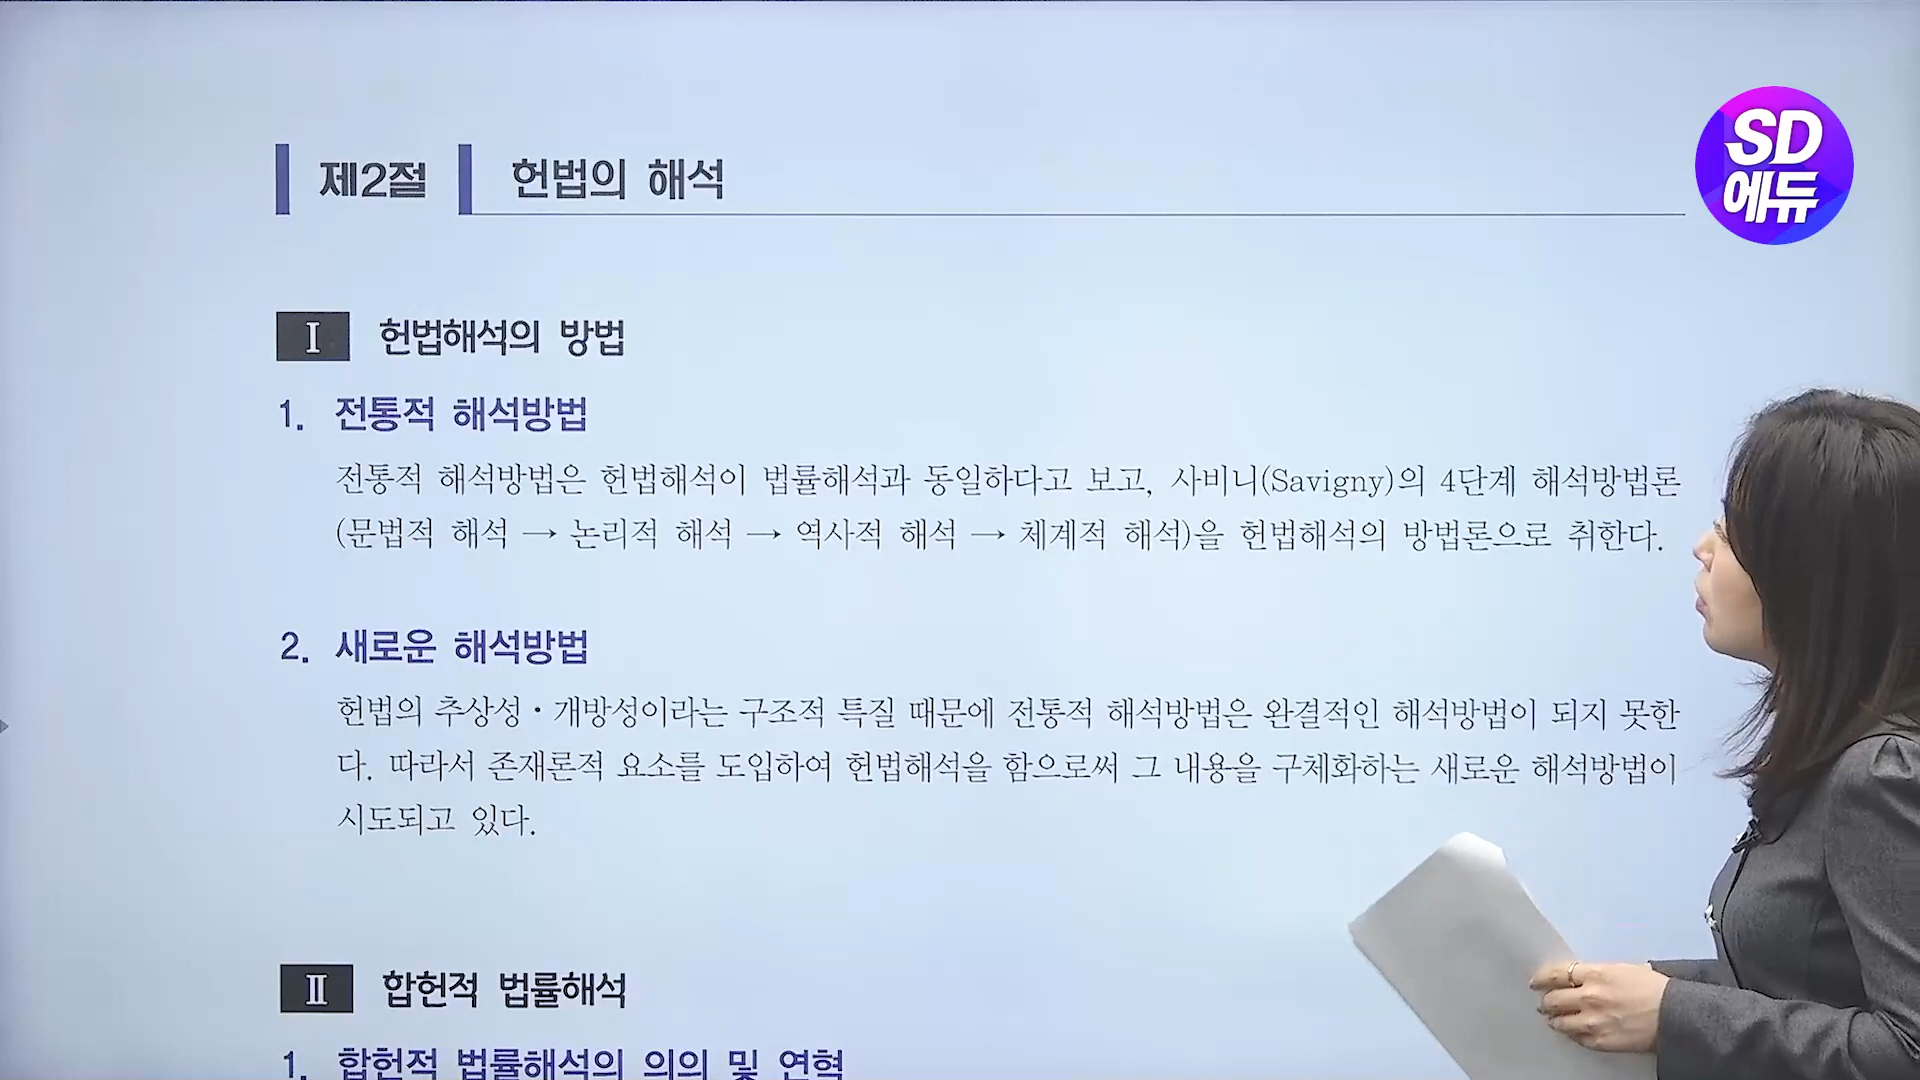 SD
에듀
제2절 헌법의 해석
Ⅰ 헌법해석의 방법
1. 전통적 해석방법
전통적 해석방법은 헌법해석이 법률해석과 동일하다고 보고, 사비니(Savigny)의 4단계 해석방법론
(문법적 해석 → 논리적 해석 → 역사적 해석 → 체계적 해석)을 헌법해석의 방법론으로 취한다.
2. 새로운 해석방법
헌법의 추상성·개방성이라는 구조적 특질 때문에 전통적 해석방법은 완결적인 해석방법이 되지 못한
다. 따라서 존재론적 요소를 도입하여 헌법해석을 함으로써 그 내용을 구체화하는 새로운 해석방법이
시도되고 있다.
Ⅱ 합헌적 법률해석
1. 합헌적 법률해석의 의의 및 연혁